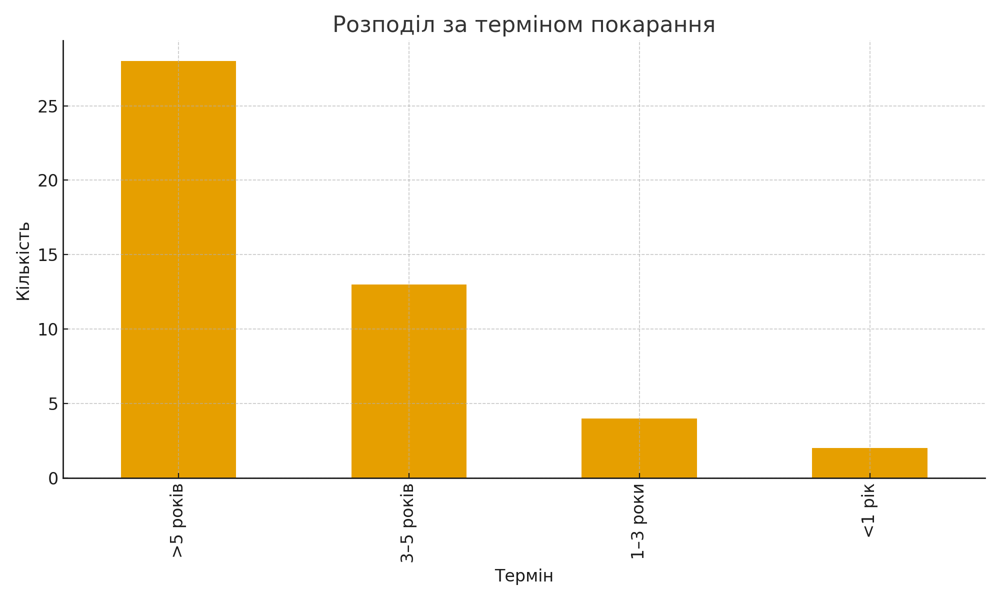 Розподіл за терміном покарання
Кількість
25
20
15
10
5
0
>5 років
3–5 років
1–3 роки
<1 рік
Термін